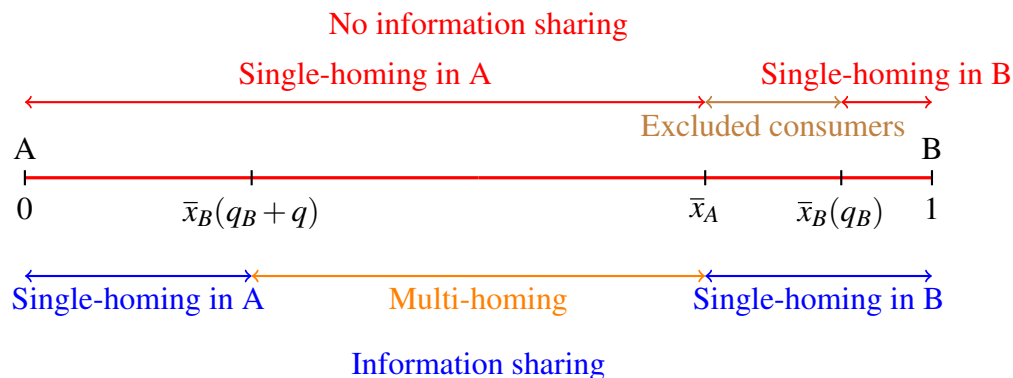 No information sharing
Single-homing in A Single-homing in B
Excluded consumers
A B
0 x̅_B(q_B + q) x̅_A x̅_B(q_B) 1
Single-homing in A Multi-homing Single-homing in B
Information sharing